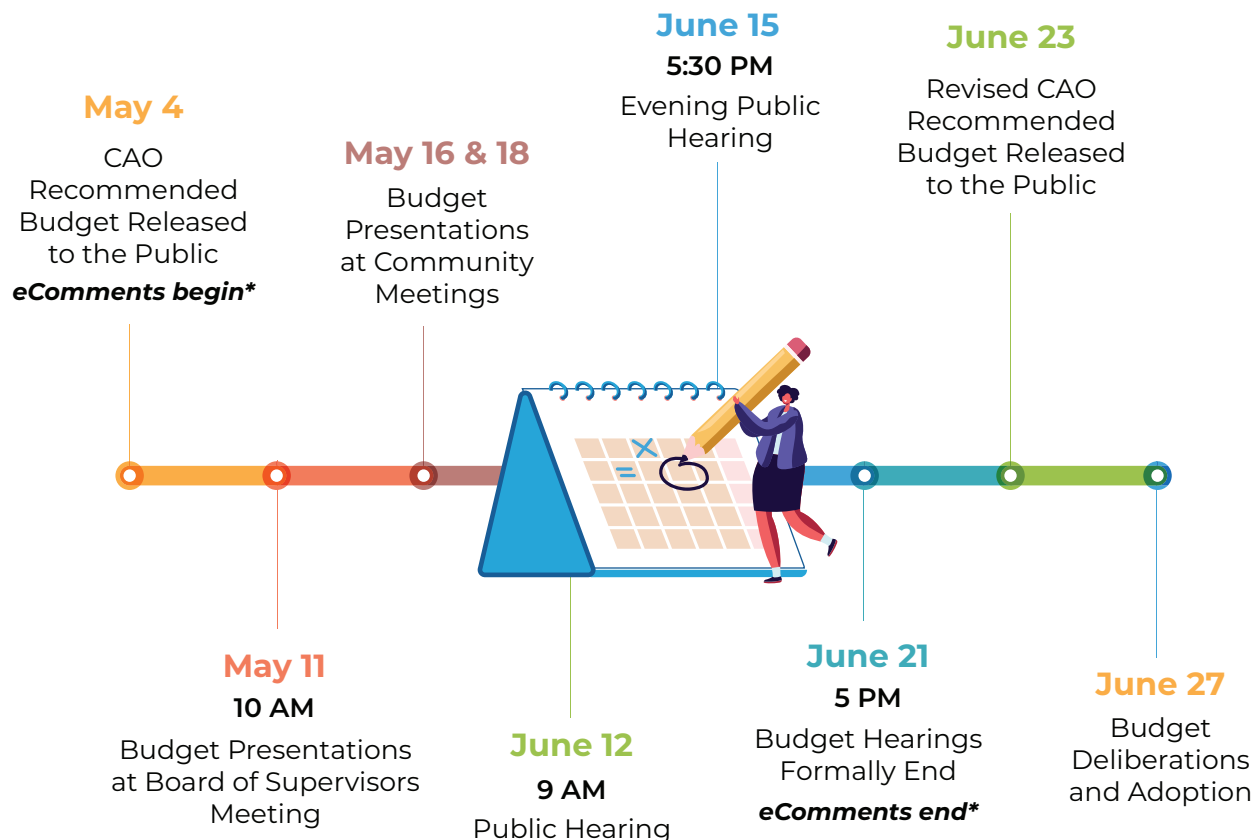 May 4
CAO
Recommended
Budget Released
to the Public
eComments begin*
May 11
10 AM
Budget Presentations
at Board of Supervisors
Meeting
May 16 & 18
Budget
Presentations
at Community
Meetings
June 12
9 AM
Public Hearing
June 15
5:30 PM
Evening Public
Hearing
June 21
5 PM
Budget Hearings
Formally End
eComments end*
June 23
Revised CAO
Recommended
Budget Released
to the Public
June 27
Budget
Deliberations
and Adoption